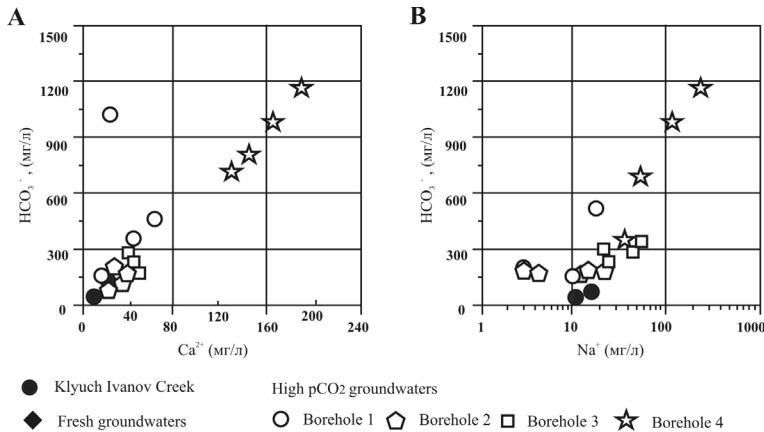 A
B
1500
1200
900
600
300
0
HCO₃⁻, (мг/л)
0
40
80
120
160
200
240
Ca²⁺ (мг/л)
1500
1200
900
600
300
0
HCO₃⁻, (мг/л)
1
10
100
1000
Na⁺ (мг/л)
Klyuch Ivanov Creek
High pCO2 groundwaters
Fresh groundwaters
Borehole 1
Borehole 2
Borehole 3
Borehole 4